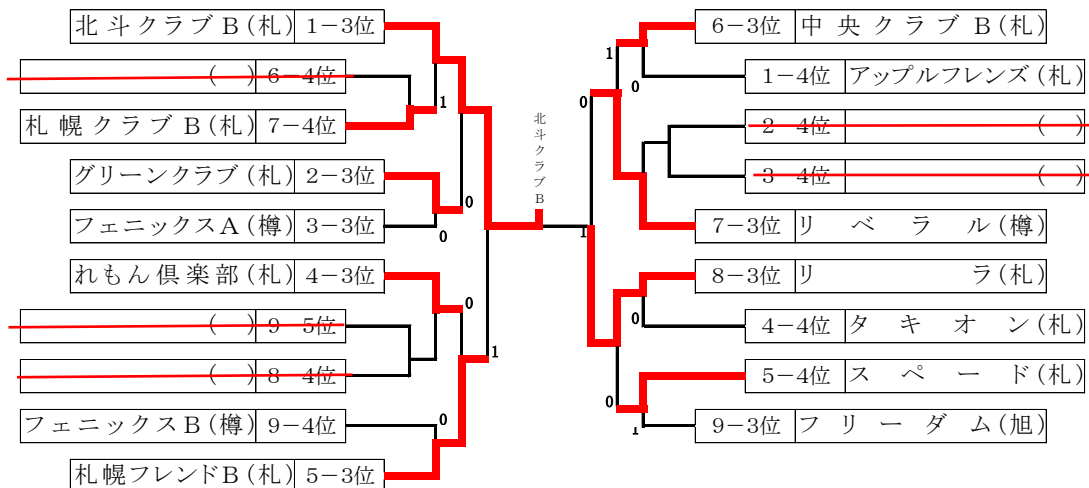 北斗クラブB(札) 1-3位
( ) 6-4位
札幌クラブB(札) 7-4位
グリーンクラブ(札) 2-3位
フェニックスA(樽) 3-3位
れもん倶楽部(札) 4-3位
( ) 9-5位
( ) 8-4位
フェニックスB(樽) 9-4位
札幌フレンドB(札) 5-3位
1
0
0
0
0
1
北斗クラブB
1
0
1
0
0
0
1
6-3位 中央クラブB(札)
1-4位 アップルフレンズ(札)
2-4位 ( )
3-4位 ( )
7-3位 リベラル(樽)
8-3位 リラ(札)
4-4位 タキオン(札)
5-4位 スペード(札)
9-3位 フリーダム(旭)